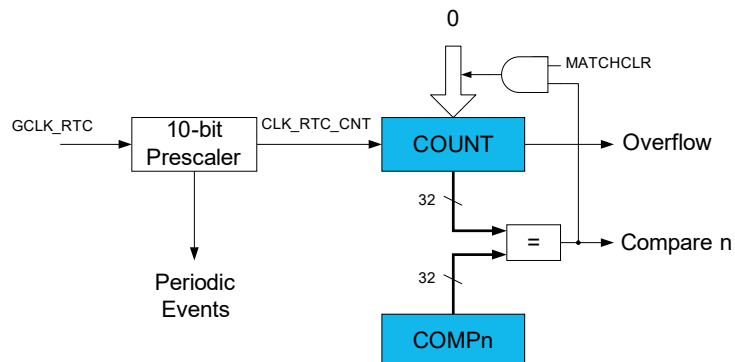 0
MATCHCLR
GCLK_RTC
10-bit
Prescaler
CLK_RTC_CNT
COUNT
Overflow
32
=
Compare n
Periodic
Events
32
COMPn